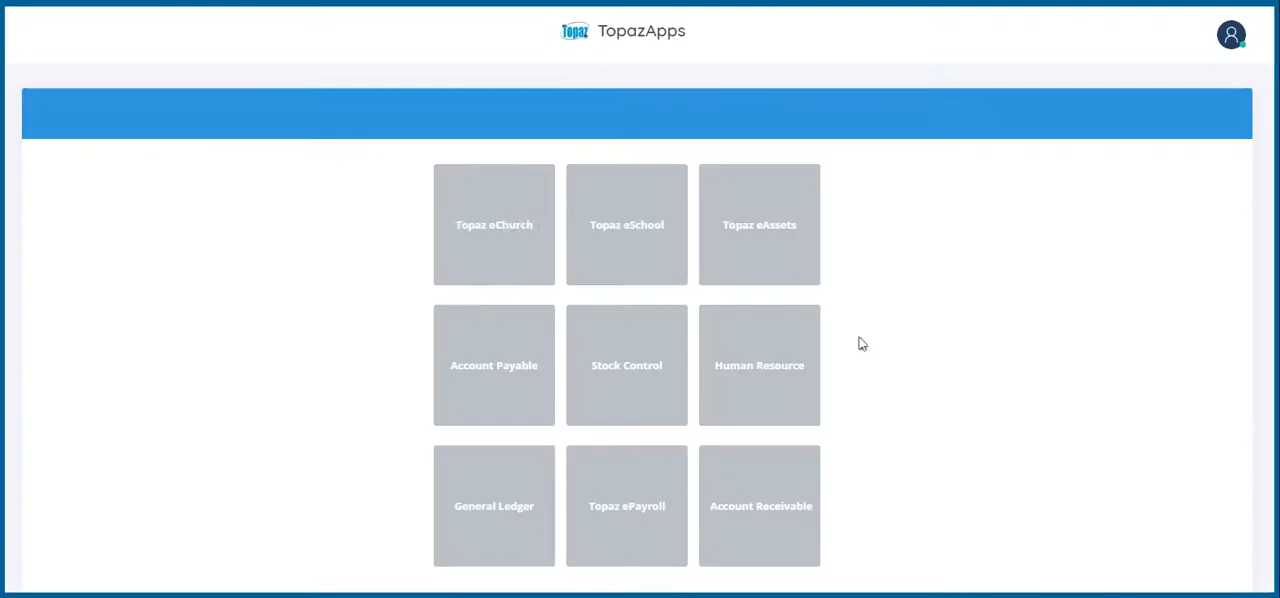 Topaz TopazApps
Topaz eChurch Topaz eSchool Topaz eAssets
Account Payable Stock Control Human Resource
General Ledger Topaz ePayroll Account Receivable